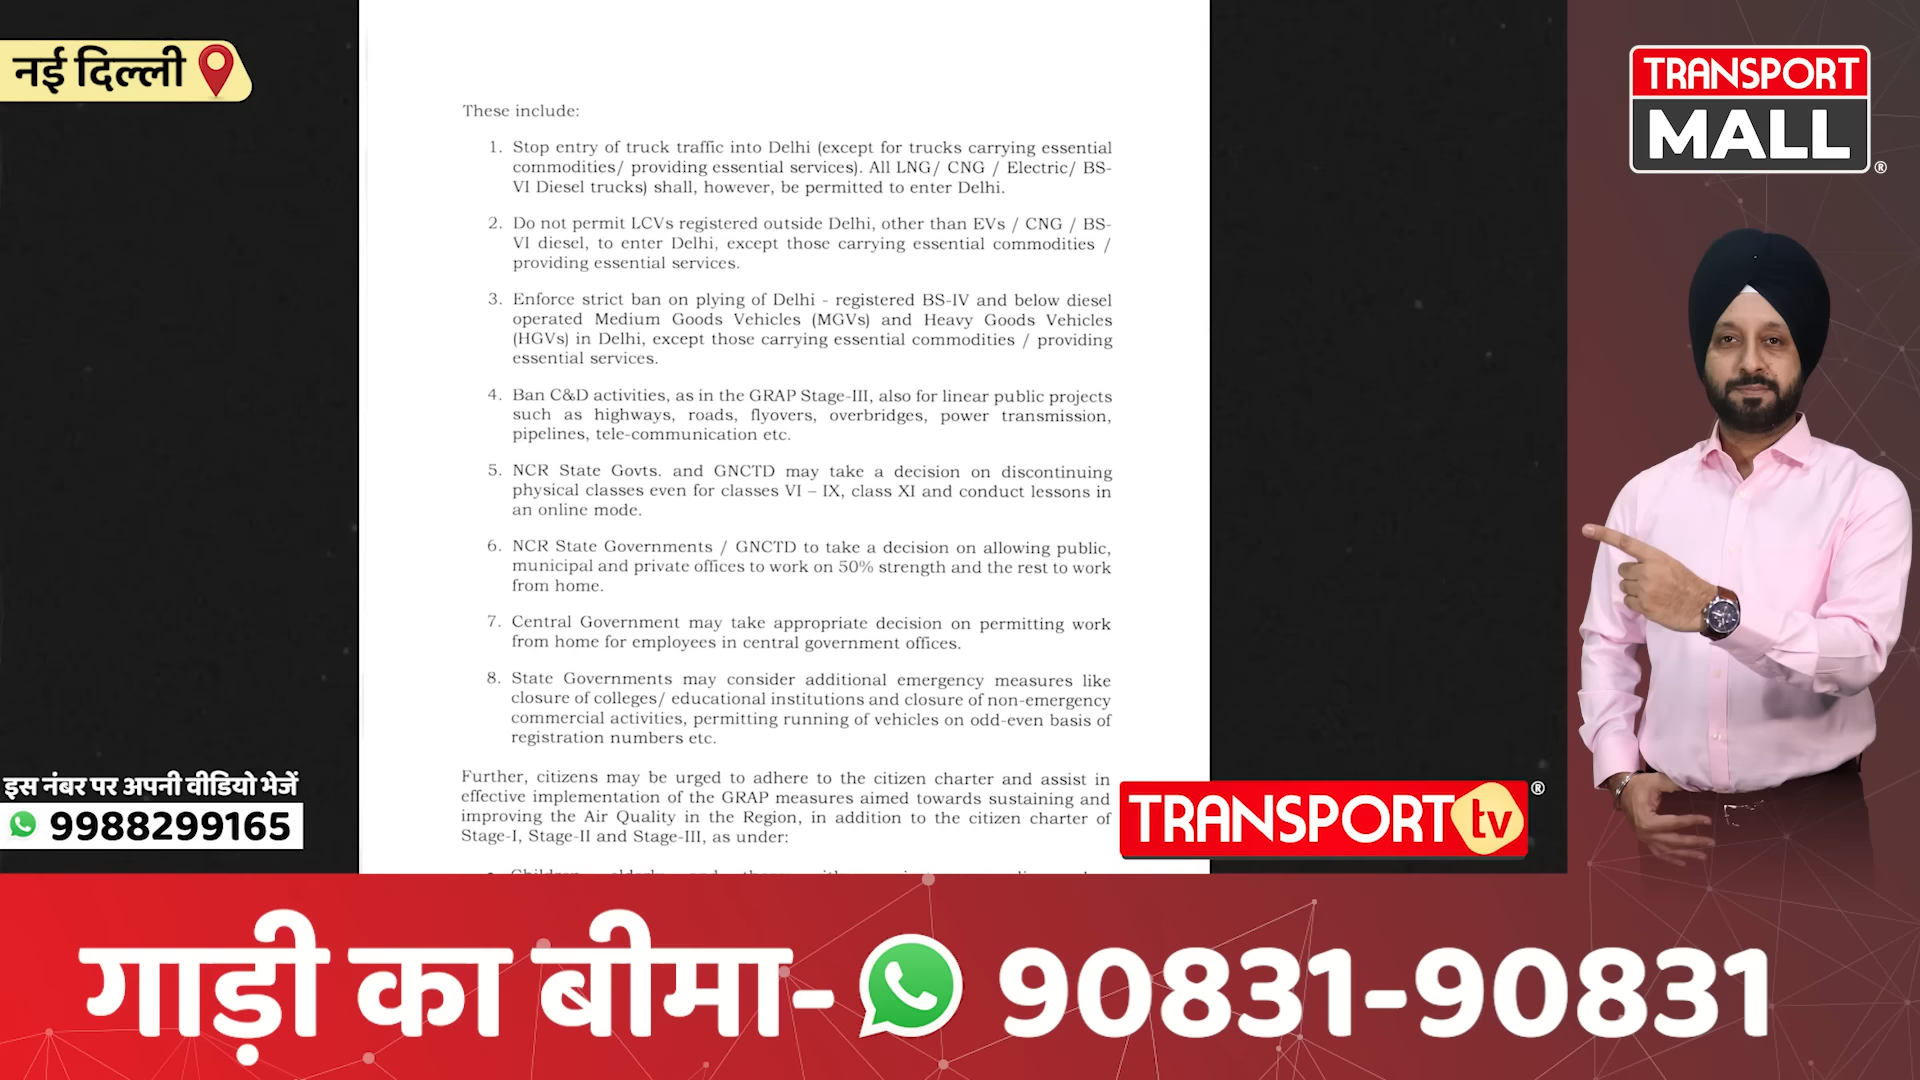 नई दिल्ली
TRANSPORT
MALL
®
These include:
1. Stop entry of truck traffic into Delhi (except for trucks carrying essential
commodities/ providing essential services). All LNG/ CNG / Electric/ BS-
VI Diesel trucks) shall, however, be permitted to enter Delhi.
2. Do not permit LCVs registered outside Delhi, other than EVs / CNG / BS-
VI diesel, to enter Delhi, except those carrying essential commodities /
providing essential services.
3. Enforce strict ban on plying of Delhi - registered BS-IV and below diesel
operated Medium Goods Vehicles (MGVs) and Heavy Goods Vehicles
(HGVs) in Delhi, except those carrying essential commodities / providing
essential services.
4. Ban C&D activities, as in the GRAP Stage-III, also for linear public projects
such as highways, roads, flyovers, overbridges, power transmission,
pipelines, tele-communication etc.
5. NCR State Govts. and GNCTD may take a decision on discontinuing
physical classes even for classes VI – IX, class XI and conduct lessons in
an online mode.
6. NCR State Governments / GNCTD to take a decision on allowing public,
municipal and private offices to work on 50% strength and the rest to work
from home.
7. Central Government may take appropriate decision on permitting work
from home for employees in central government offices.
8. State Governments may consider additional emergency measures like
closure of colleges/ educational institutions and closure of non-emergency
commercial activities, permitting running of vehicles on odd-even basis of
registration numbers etc.
Further, citizens may be urged to adhere to the citizen charter and assist in
effective implementation of the GRAP measures aimed towards sustaining and
improving the Air Quality in the Region, in addition to the citizen charter of
Stage-I, Stage-II and Stage-III, as under:
इस नंबर पर अपनी वीडियो भेजें
9988299165
TRANSPORT tv ®
गाड़ी का बीमा- 90831-90831